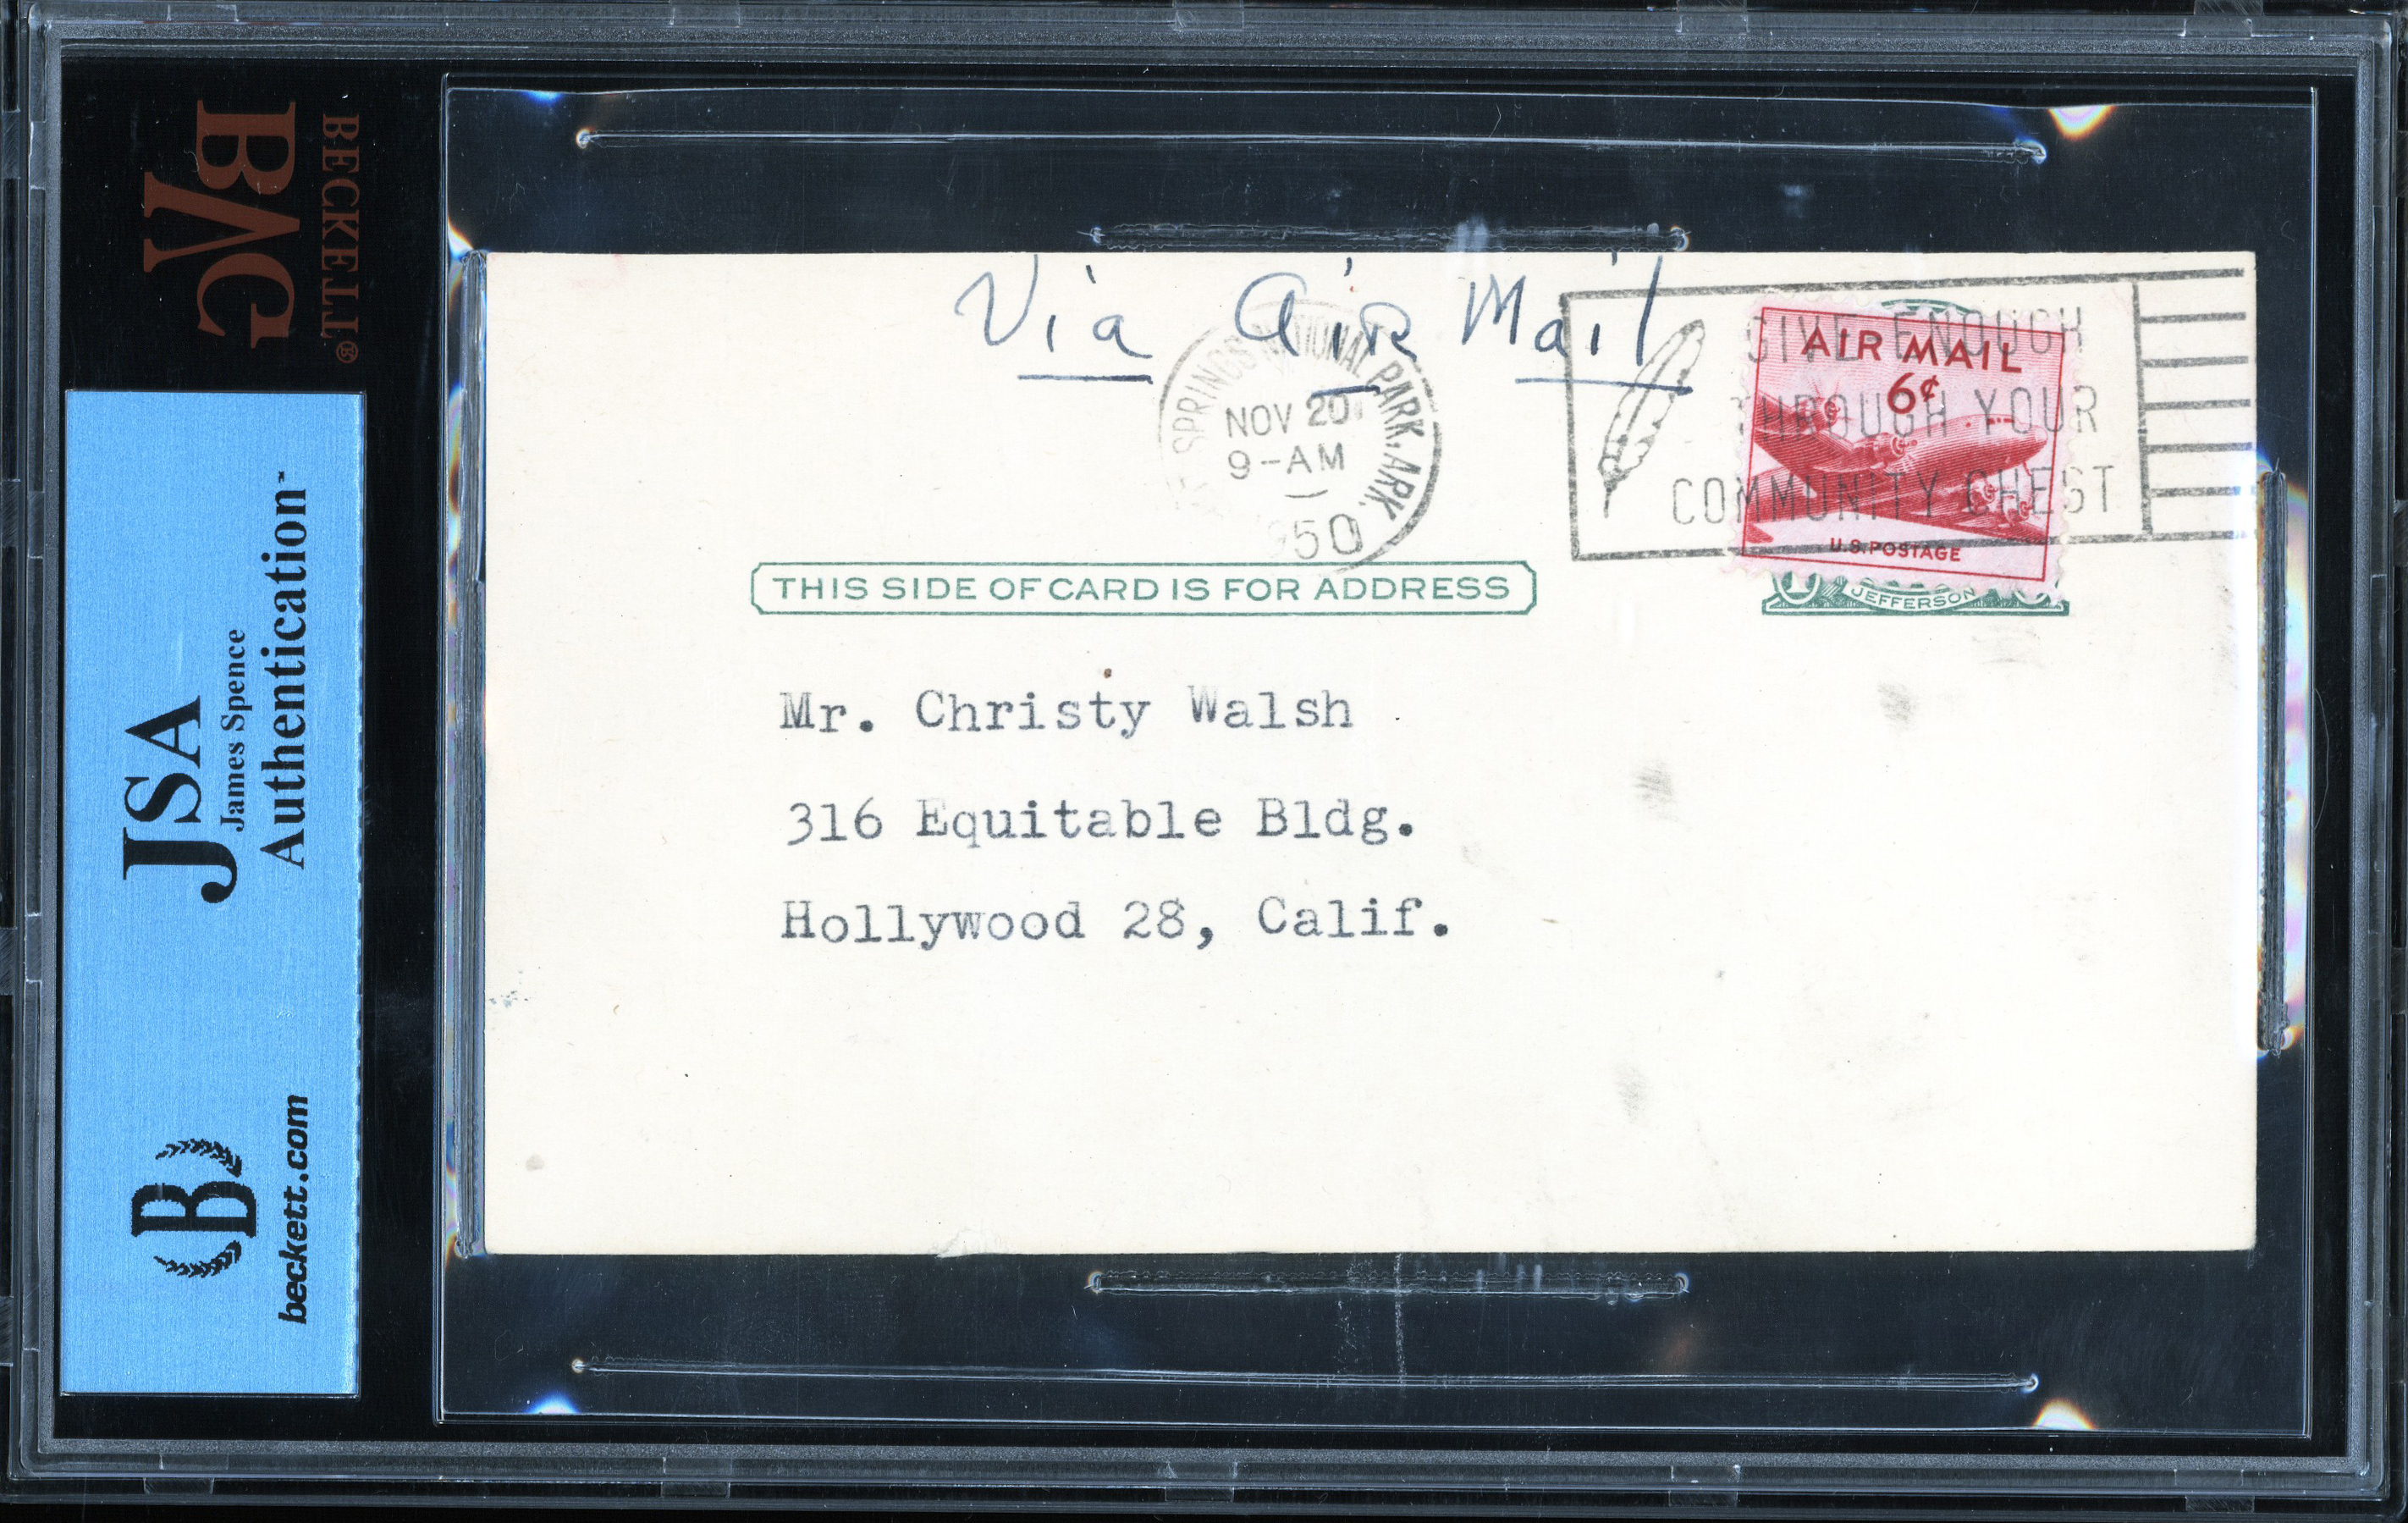 BECKETT®
BVG
JSA
James Spence
Authentication™
B
beckett.com
Via Air Mail
SPRINGS NATIONAL PARK, ARK.
NOV 20
9-AM
1950
GIVE ENOUGH
THROUGH YOUR
COMMUNITY CHEST
AIR MAIL
6¢
U.S. POSTAGE
JEFFERSON
THIS SIDE OF CARD IS FOR ADDRESS
Mr. Christy Walsh
316 Equitable Bldg.
Hollywood 28, Calif.